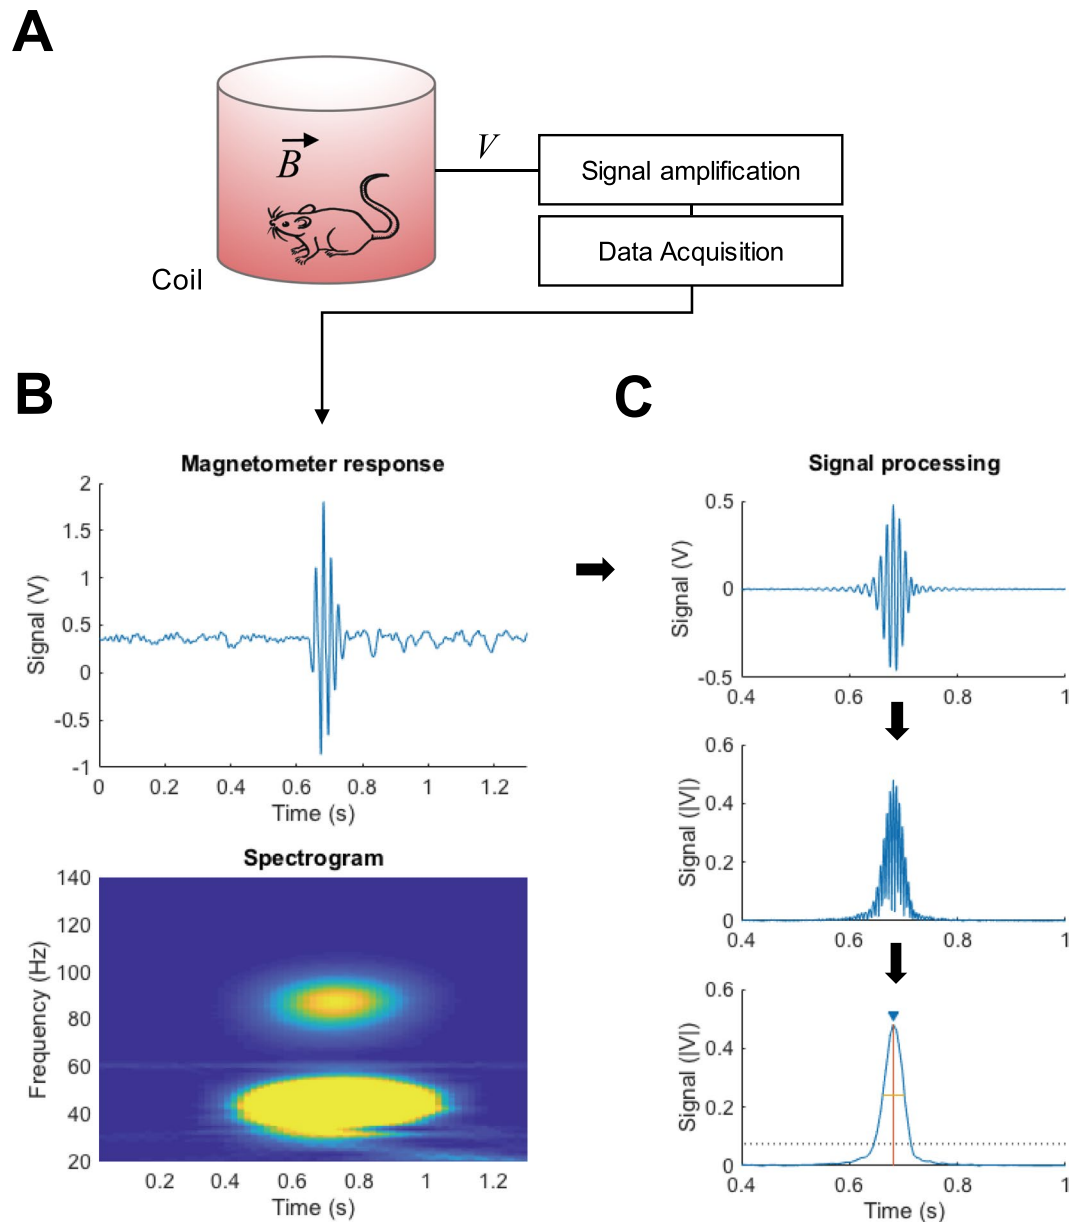 A
B
V
Signal amplification
Data Acquisition
Coil
B
C
Magnetometer response
Signal (V)
2
1.5
1
0.5
0
-0.5
-1
0 0.2 0.4 0.6 0.8 1 1.2
Time (s)
Spectrogram
Frequency (Hz)
140
120
100
80
60
40
20
0.2 0.4 0.6 0.8 1 1.2
Time (s)
Signal processing
Signal (V)
0.5
0
-0.5
0.4 0.6 0.8 1
Signal (|V|)
0.6
0.4
0.2
0
0.4 0.6 0.8 1
Signal (|V|)
0.6
0.4
0.2
0
0.4 0.6 0.8 1
Time (s)